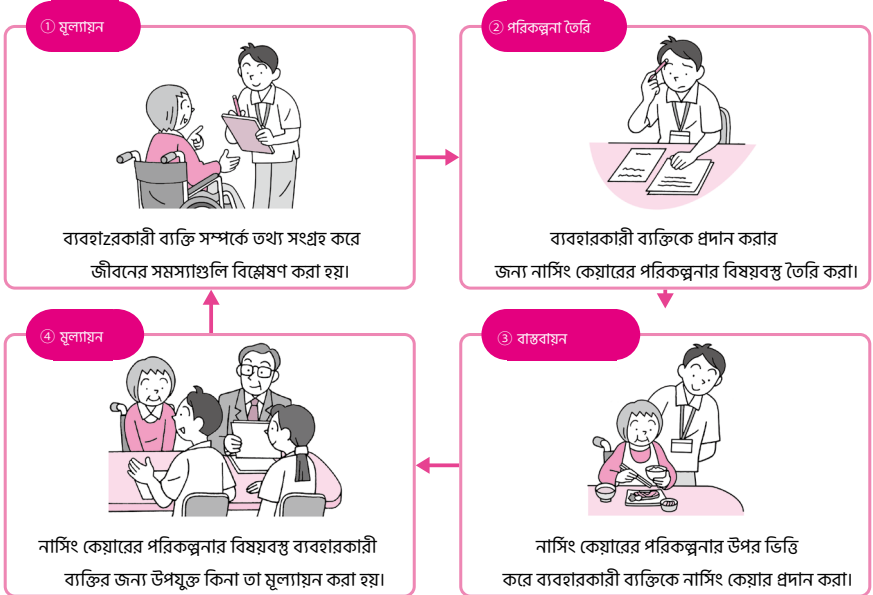 ① মূল্যায়ন
ব্যবহাzরকারী ব্যক্তি সম্পর্কে তথ্য সংগ্রহ করে
জীবনের সমস্যাগুলি বিশ্লেষণ করা হয়।
② পরিকল্পনা তৈরি
ব্যবহারকারী ব্যক্তিকে প্রদান করার
জন্য নার্সিং কেয়ারের পরিকল্পনার বিষয়বস্তু তৈরি করা।
③ বাস্তবায়ন
নার্সিং কেয়ারের পরিকল্পনার উপর ভিত্তি
করে ব্যবহারকারী ব্যক্তিকে নার্সিং কেয়ার প্রদান করা।
④ মূল্যায়ন
নার্সিং কেয়ারের পরিকল্পনার বিষয়বস্তু ব্যবহারকারী
ব্যক্তির জন্য উপযুক্ত কিনা তা মূল্যায়ন করা হয়।